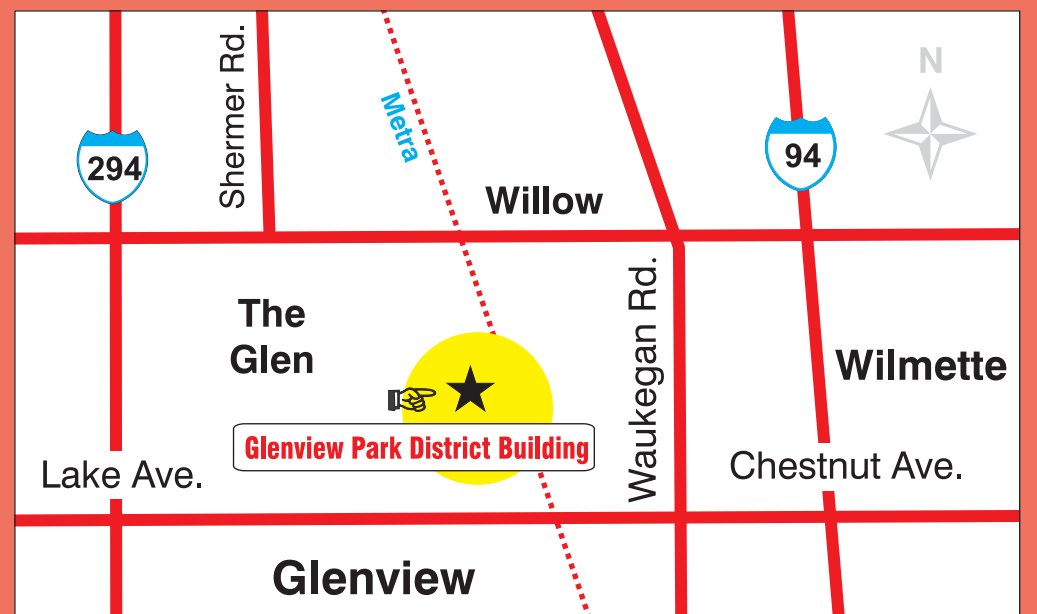 Shermer Rd.
N
Metra
294
94
Willow
The
Glen
Waukegan Rd.
Wilmette
Glenview Park District Building
Lake Ave.
Chestnut Ave.
Glenview